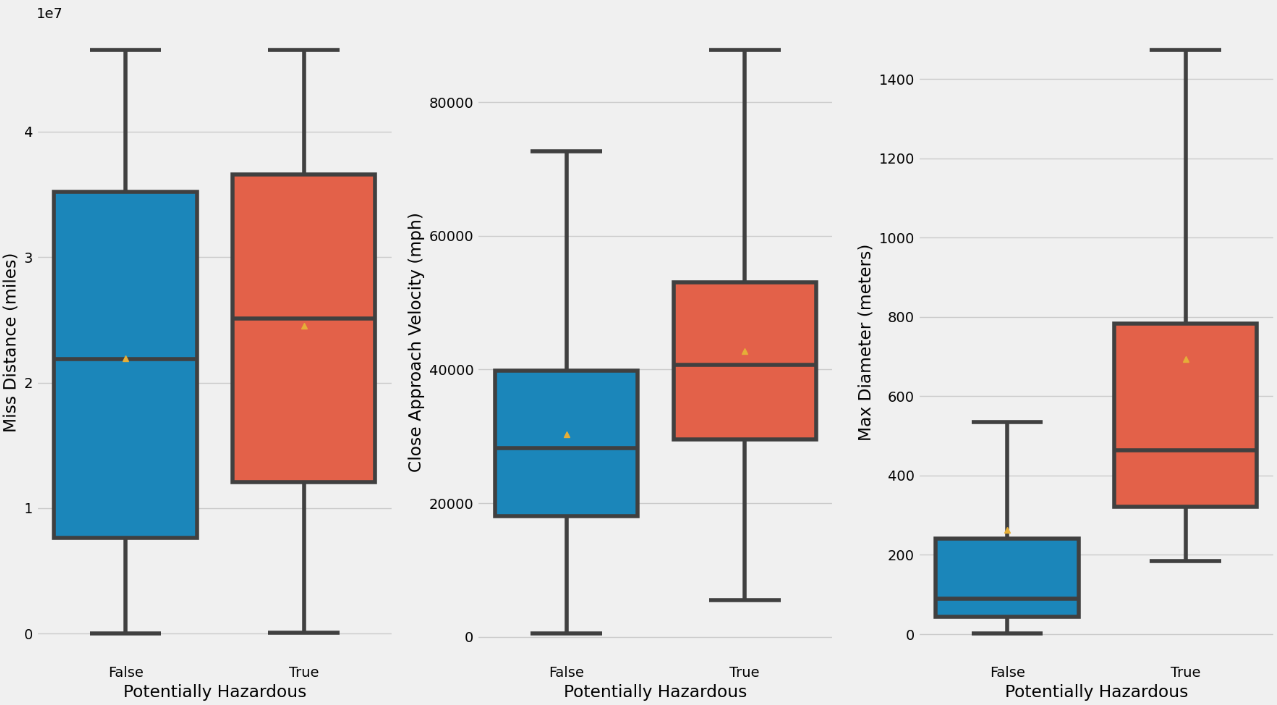 1e7
4
3
2
1
0
Miss Distance (miles)
False
True
Potentially Hazardous
80000
60000
40000
20000
0
Close Approach Velocity (mph)
False
True
Potentially Hazardous
1400
1200
1000
800
600
400
200
0
Max Diameter (meters)
False
True
Potentially Hazardous